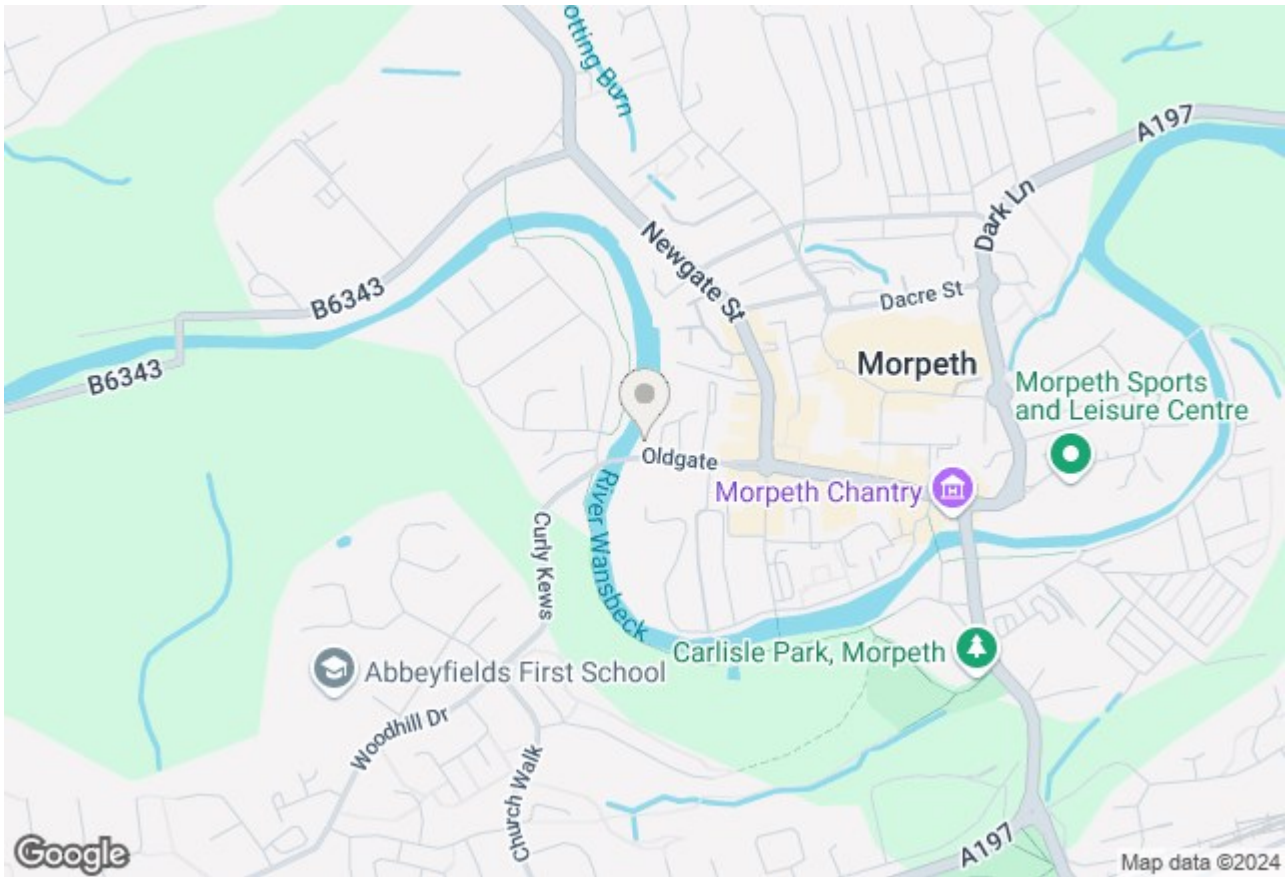 otting Burn
A197
Dark Ln
Newgate St
B6343
Dacre St
Morpeth
B6343
Morpeth Sports
and Leisure Centre
Oldgate
Morpeth Chantry
River Wansbeck
Curly Kews
Carlisle Park, Morpeth
Abbeyfields First School
Woodhill Dr
Church Walk
A197
Google
Map data ©2024